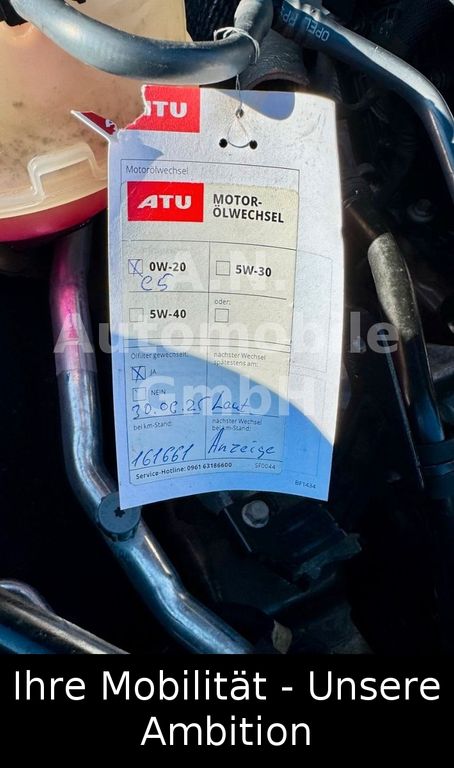 OPEL
ATU
Motorölwechsel
ATU MOTOR-
ÖLWECHSEL
0W-20 5W-30
C5
oder:
5W-40
A.N.
Automobile
GmbH
Ölfilter gewechselt: nächster Wechsel
spätestens am:
JA
NEIN
30.06.25 Laut
bei km-Stand: nächster Wechsel
bei km-Stand:
161661 Anzeige
Service-Hotline: 0961 63186600 SF0044
BF1434
Ihre Mobilität - Unsere
Ambition